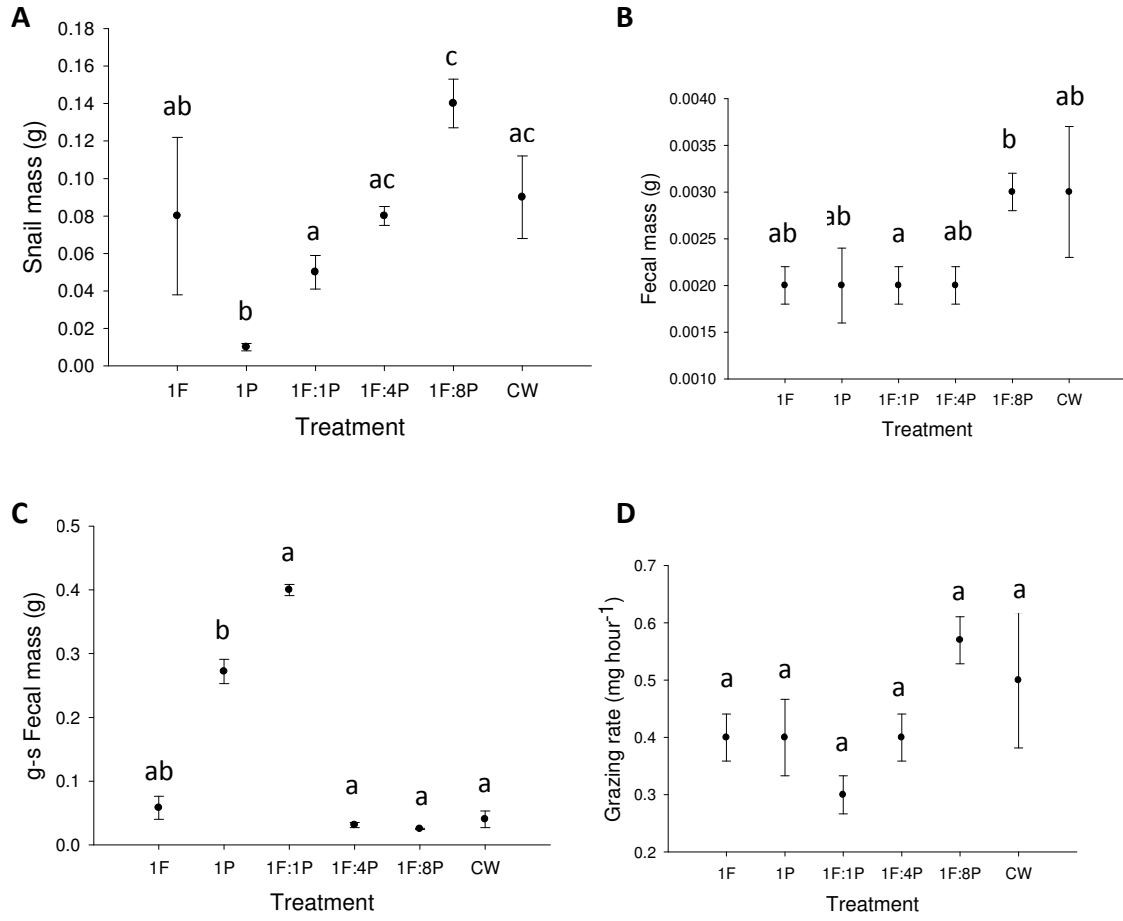 A
Snail mass (g)
0.18
0.16
0.14
0.12
0.10
0.08
0.06
0.04
0.02
0.00
ab
b
a
ac
c
ac
1F 1P 1F:1P 1F:4P 1F:8P CW
Treatment
B
Fecal mass (g)
0.0040
0.0035
0.0030
0.0025
0.0020
0.0015
0.0010
ab
ab
a
ab
b
ab
1F 1P 1F:1P 1F:4P 1F:8P CW
Treatment
C
g-s Fecal mass (g)
0.5
0.4
0.3
0.2
0.1
0.0
ab
b
a
a
a
a
1F 1P 1F:1P 1F:4P 1F:8P CW
Treatment
D
Grazing rate (mg hour⁻¹)
0.7
0.6
0.5
0.4
0.3
0.2
a
a
a
a
a
a
1F 1P 1F:1P 1F:4P 1F:8P CW
Treatment